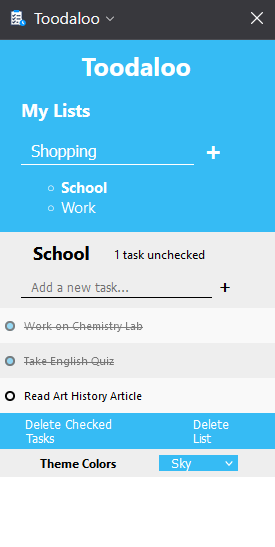 Toodaloo
Toodaloo
My Lists
Shopping
+
School
Work
School 1 task unchecked
Add a new task... +
Work on Chemistry Lab
Take English Quiz
Read Art History Article
Delete Checked
Tasks
Delete
List
Theme Colors Sky